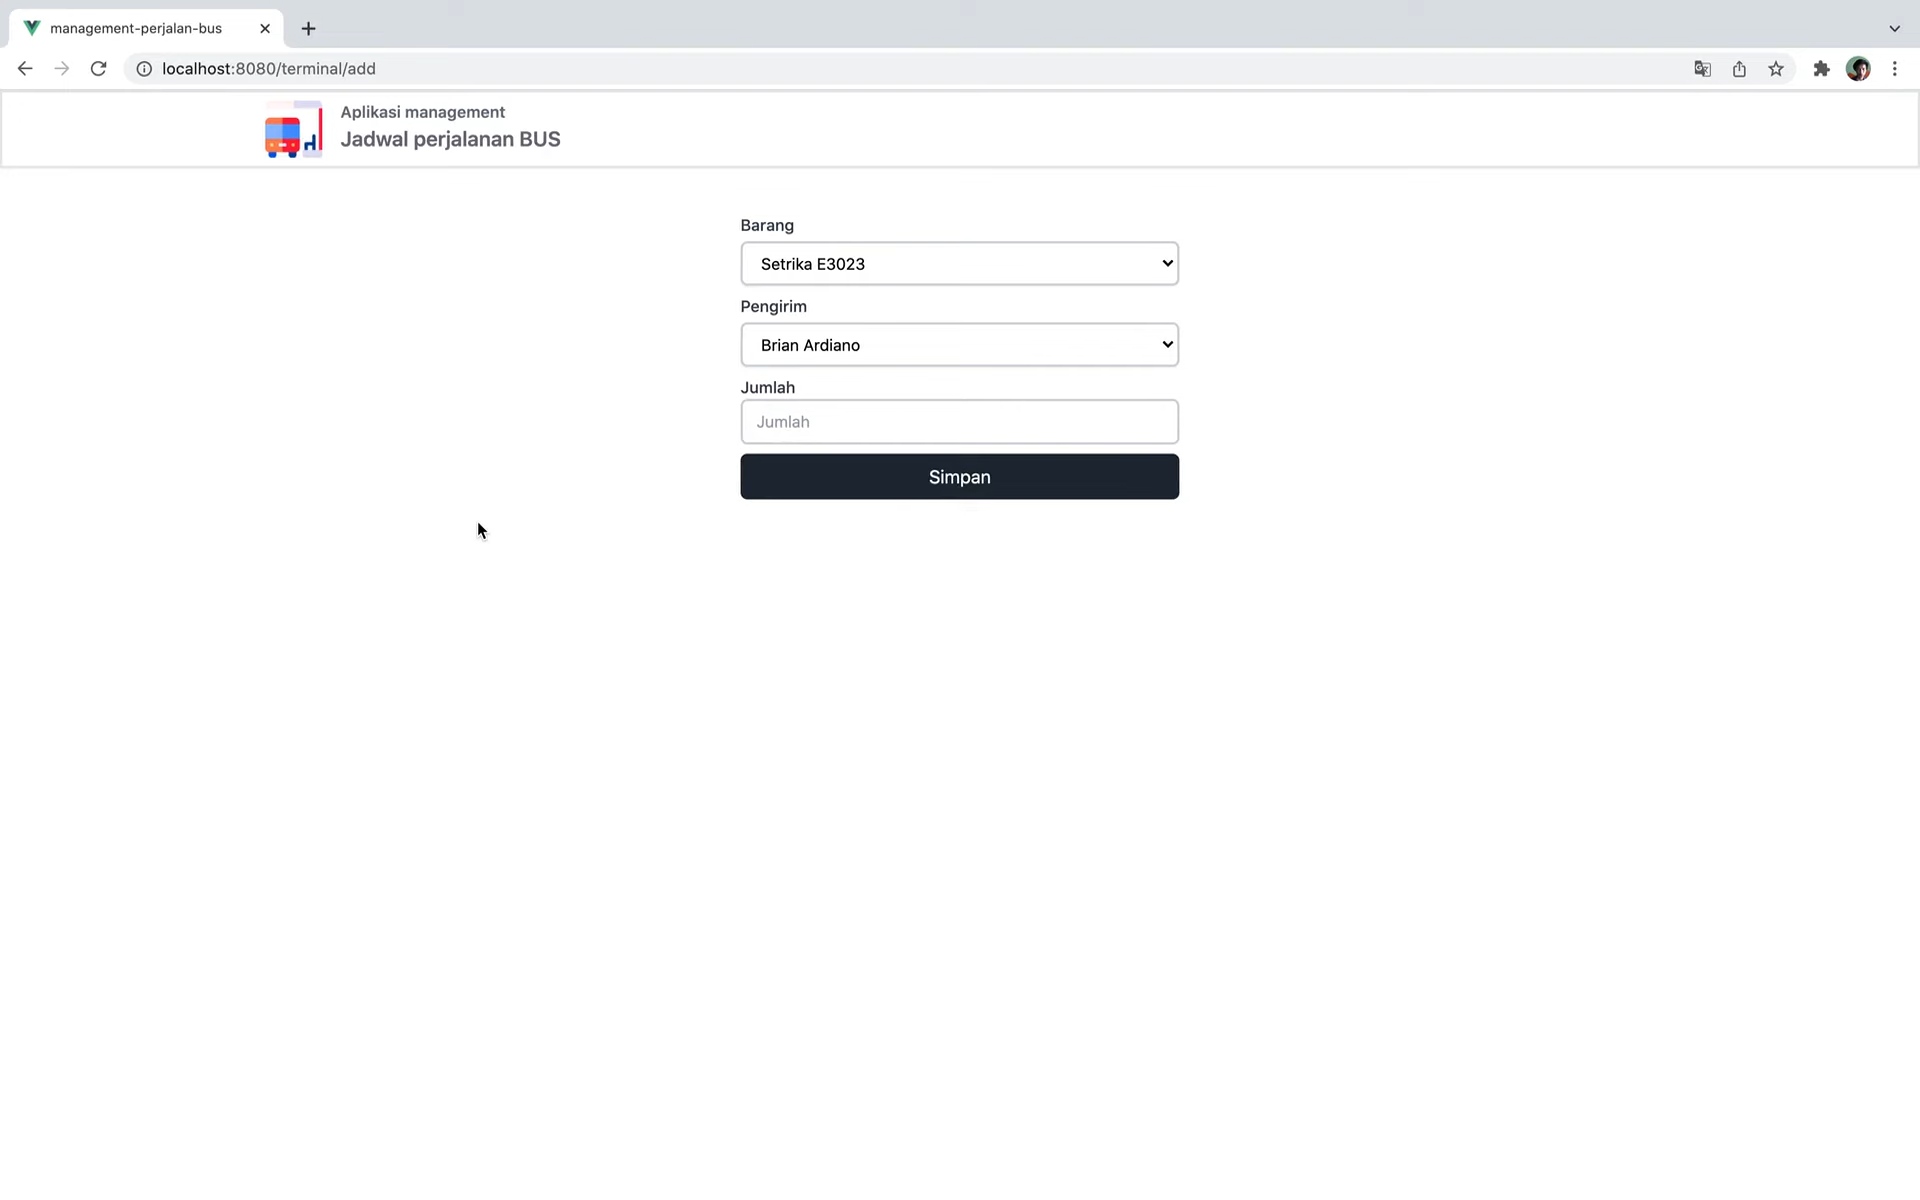 management-perjalan-bus
localhost:8080/terminal/add
Aplikasi management
Jadwal perjalanan BUS
Barang
Setrika E3023
Pengirim
Brian Ardiano
Jumlah
Jumlah
Simpan